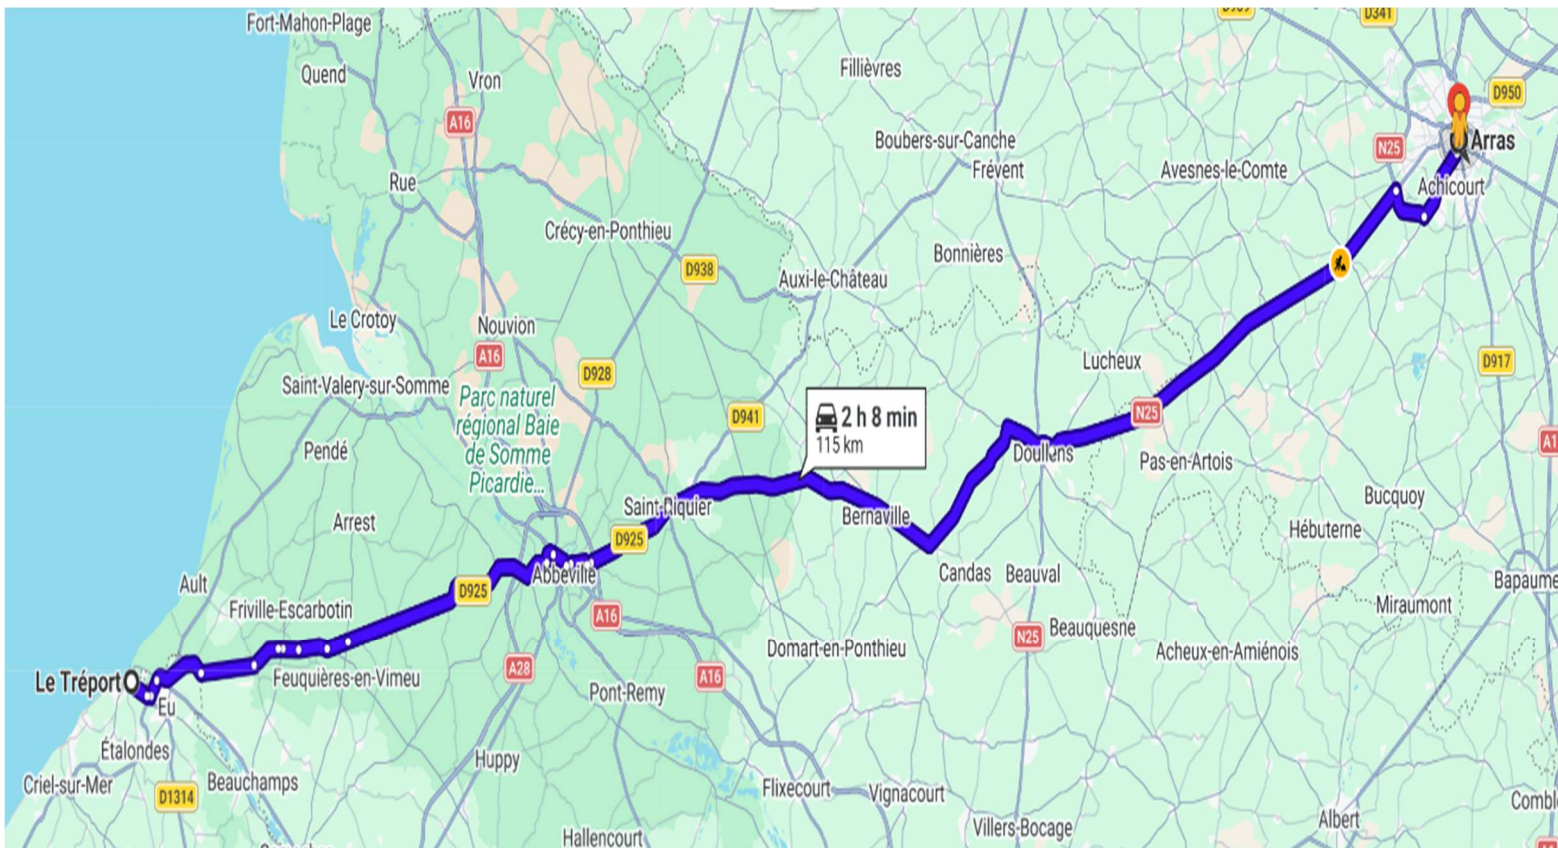 Fort-Mahon-Plage
D341
Quend
Vron
Fillièvres
D950
A16
Boubers-sur-Canche
N25
Arras
Frévent
Avesnes-le-Comte
Rue
Achicourt
Crécy-en-Ponthieu
Bonnières
D938
Auxi-le-Château
Le Crotoy
Nouvion
A16
Lucheux
D917
D928
Saint-Valery-sur-Somme
Parc naturel
régional Baie
de Somme
Picardie...
D941
2 h 8 min
115 km
N25
Pendé
Doullens
Pas-en-Artois
Bucquoy
Saint-Riquier
Bernaville
Arrest
D925
Hébuterne
Abbeville
Candas
Beauval
Bapaume
Ault
D925
Friville-Escarbotin
A16
Miraumont
N25
Beauquesne
Domart-en-Ponthieu
Acheux-en-Amiénois
Le Tréport
Feuquières-en-Vimeu
A28
A16
Pont-Remy
Eu
Étalondes
Huppy
Criel-sur-Mer
Beauchamps
D1314
Flixecourt
Vignacourt
Albert
Villers-Bocage
Hallencourt